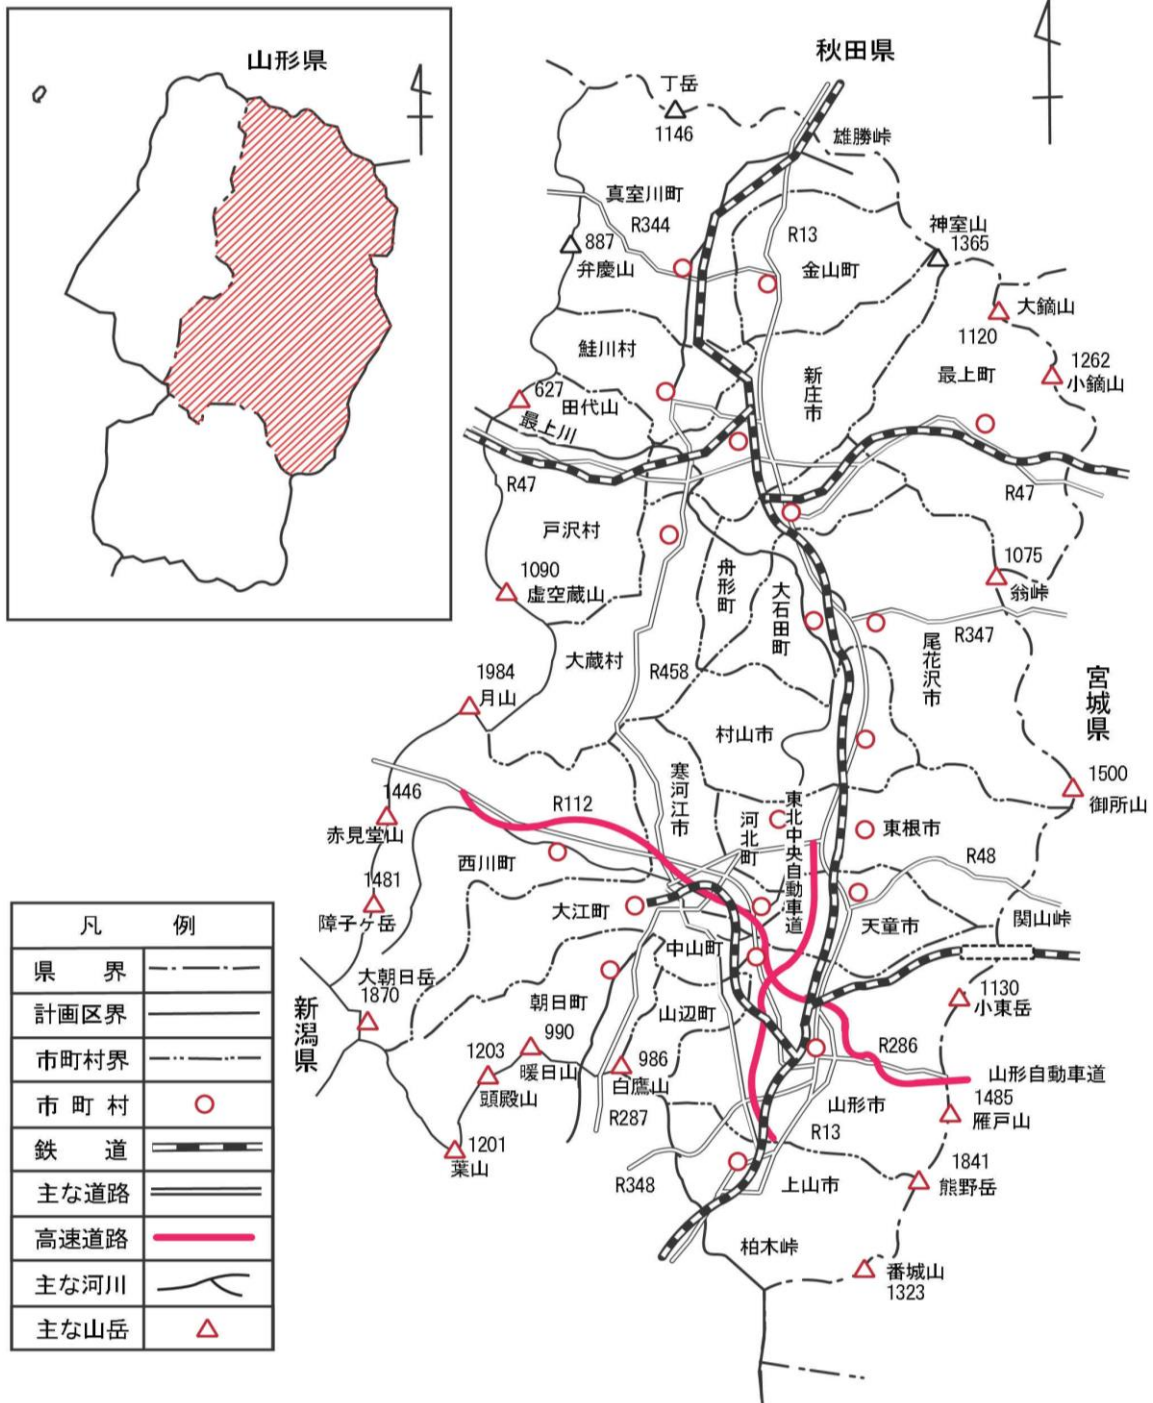 山形県
秋田県
丁岳
1146
雄勝峠
真室川町
R344
R13
神室山
1365
887
弁慶山
金山町
大鏑山
1120
鮭川村
1262
小鏑山
新庄市
最上町
627
田代山
最上川
R47
R47
戸沢村
1075
翁峠
1090
虚空蔵山
舟形町
大石田町
R347
尾花沢市
大蔵村
R458
1984
月山
宮城県
村山市
寒河江市
1500
御所山
1446
赤見堂山
R112
河北町
東北中央自動車道
東根市
R48
西川町
1481
障子ヶ岳
大江町
天童市
関山峠
中山町
大朝日岳
1870
新潟県
朝日町
山辺町
1130
小東岳
990
暖日山
1203
頭殿山
986
白鷹山
R286
山形自動車道
1485
雁戸山
R287
山形市
R13
1201
葉山
R348
上山市
1841
熊野岳
柏木峠
番城山
1323
凡例
県界
計画区界
市町村界
市町村
鉄道
主な道路
高速道路
主な河川
主な山岳